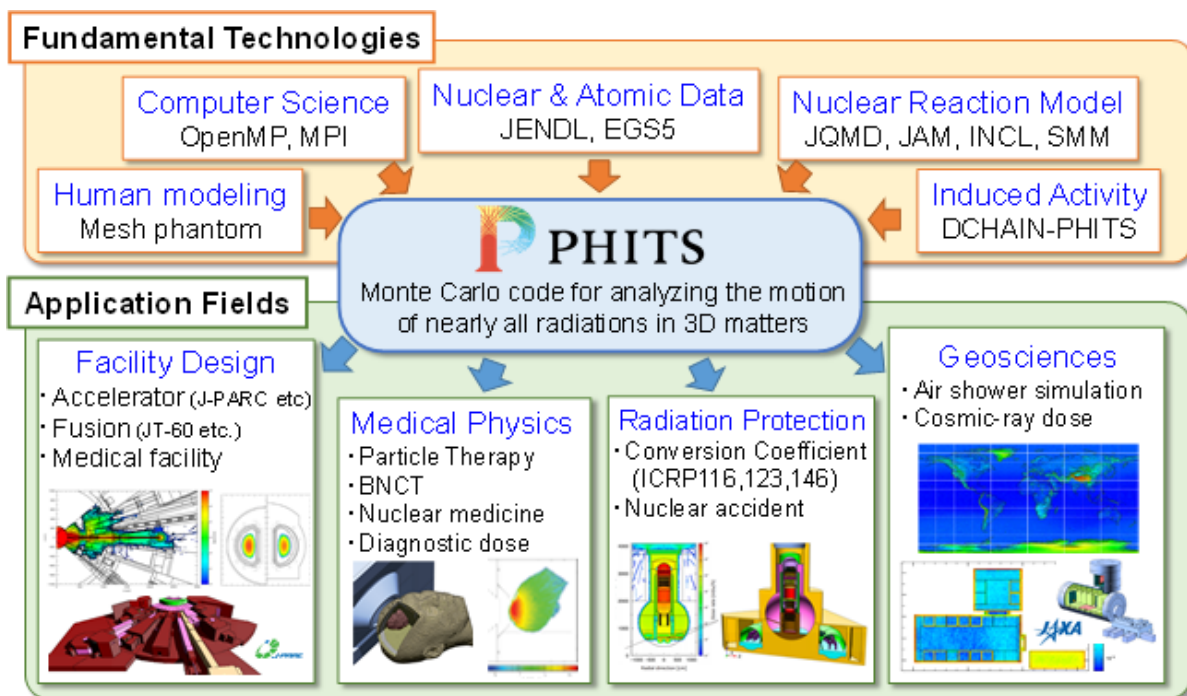 Fundamental Technologies
Computer Science
OpenMP, MPI
Nuclear & Atomic Data
JENDL, EGS5
Nuclear Reaction Model
JQMD, JAM, INCL, SMM
Human modeling
Mesh phantom
Induced Activity
DCHAIN-PHITS
PHITS
Monte Carlo code for analyzing the motion
of nearly all radiations in 3D matters
Application Fields
Facility Design
・Accelerator (J-PARC etc)
・Fusion (JT-60 etc.)
・Medical facility
J-PARC
Medical Physics
・Particle Therapy
・BNCT
・Nuclear medicine
・Diagnostic dose
Radiation Protection
・Conversion Coefficient
(ICRP116,123,146)
・Nuclear accident
Geosciences
・Air shower simulation
・Cosmic-ray dose
JAXA